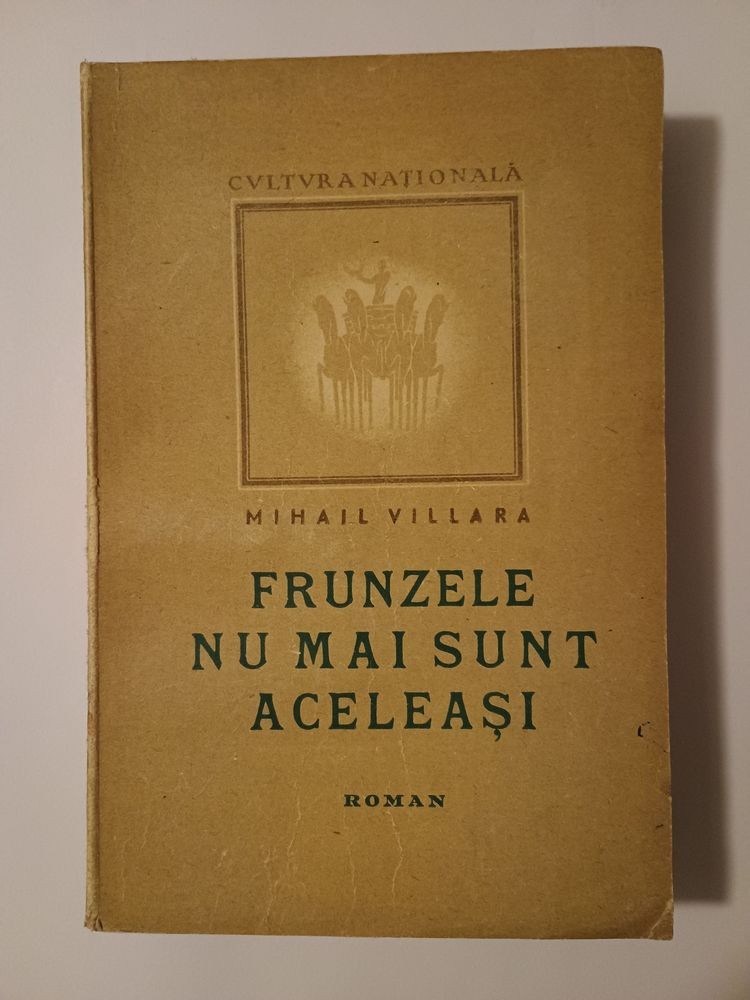 CVLTVRA NAȚIONALĂ
MIHAIL VILLARA
FRUNZELE
NU MAI SUNT
ACELEAȘI
ROMAN